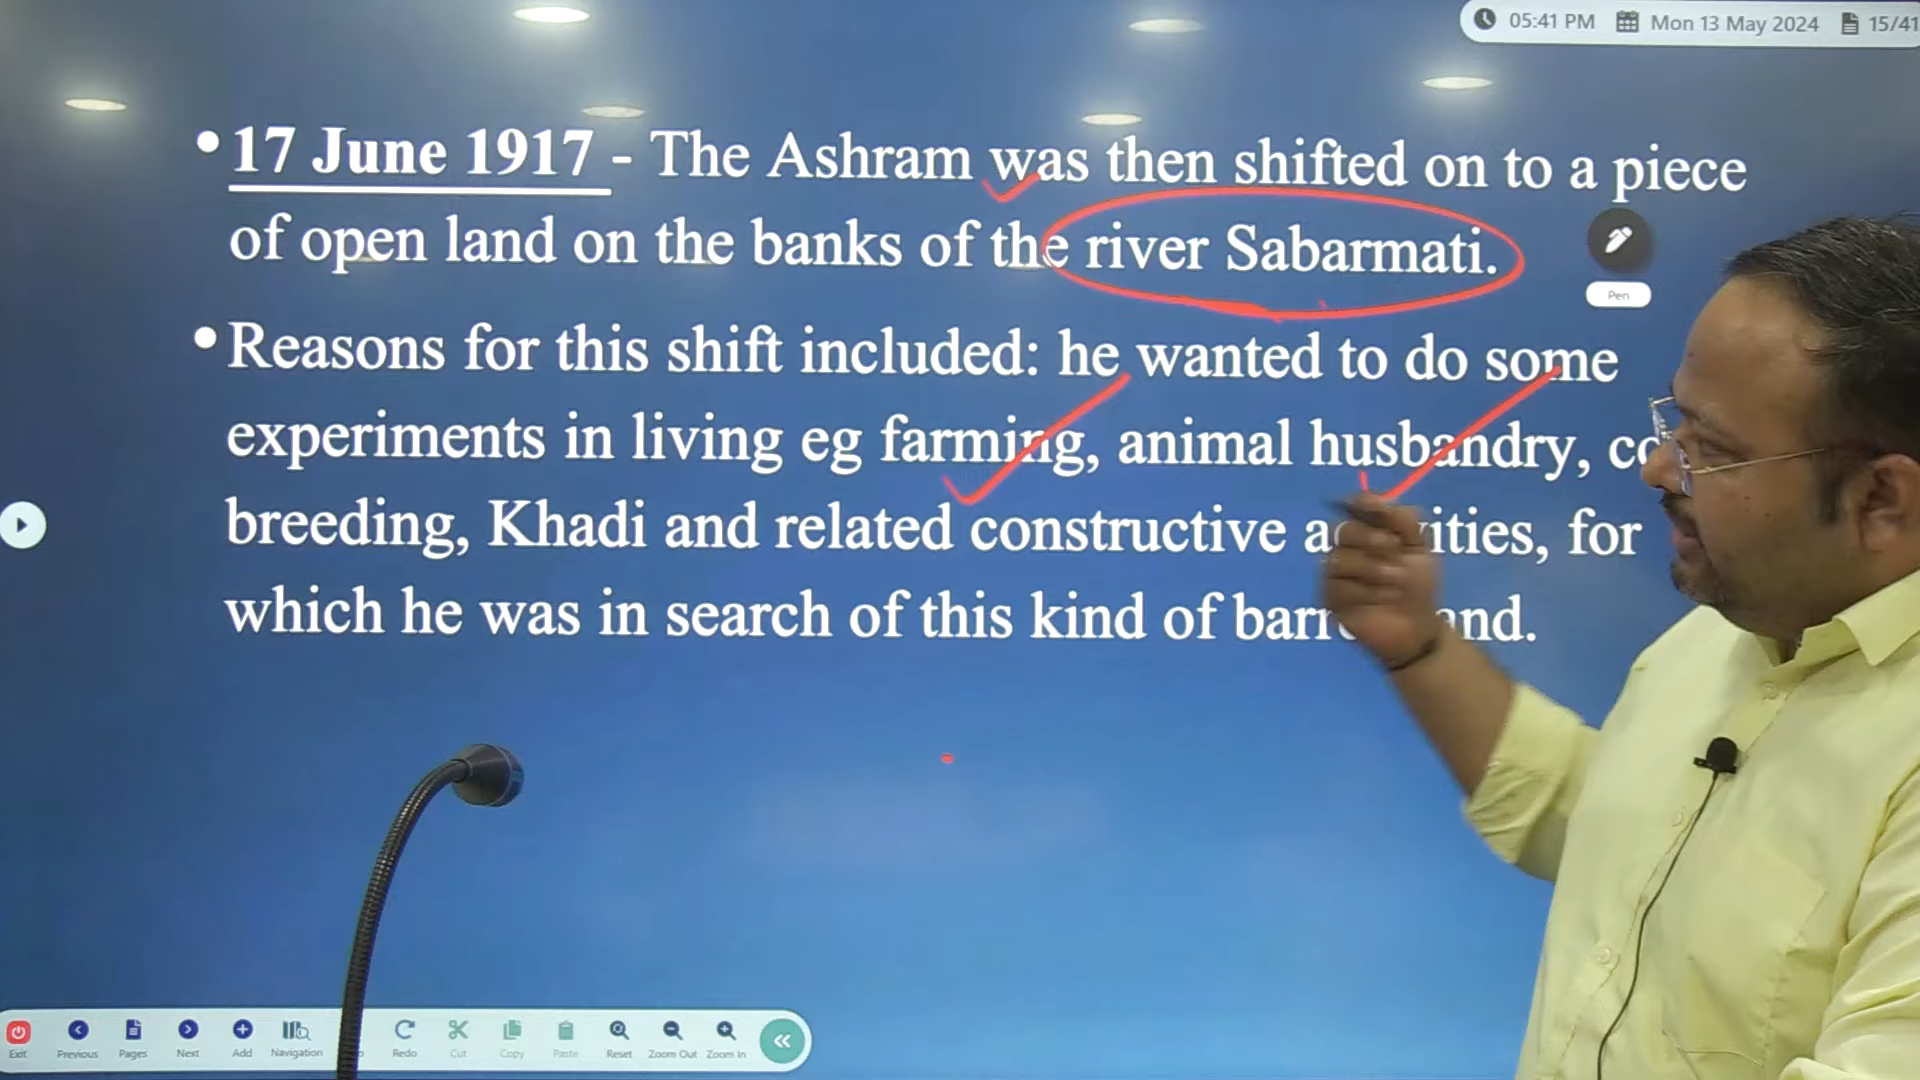 05:41 PM Mon 13 May 2024 15/41
• 17 June 1917 - The Ashram was then shifted on to a piece
of open land on the banks of the river Sabarmati.
Pen
• Reasons for this shift included: he wanted to do some
experiments in living eg farming, animal husbandry,
breeding, Khadi and related constructive for
which he was in search of this kind of
Exit Previous Pages Next Add Navigation Redo Cut Copy Paste Reset Zoom Out Zoom In